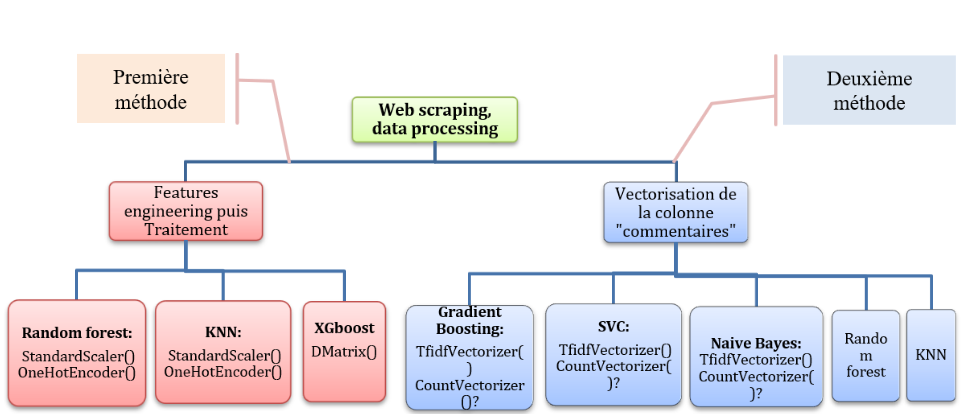 Première
méthode
Deuxième
méthode
Web scraping,
data processing
Features
engineering puis
Traitement
Vectorisation de
la colonne
"commentaires"
Random forest:
StandardScaler()
OneHotEncoder()
KNN:
StandardScaler()
OneHotEncoder()
XGboost
DMatrix()
Gradient
Boosting:
TfidfVectorizer(
)
CountVectorizer
()?
SVC:
TfidfVectorizer()
CountVectorizer(
)?
Naive Bayes:
TfidfVectorizer()
CountVectorizer(
)?
Rando
m
forest
KNN